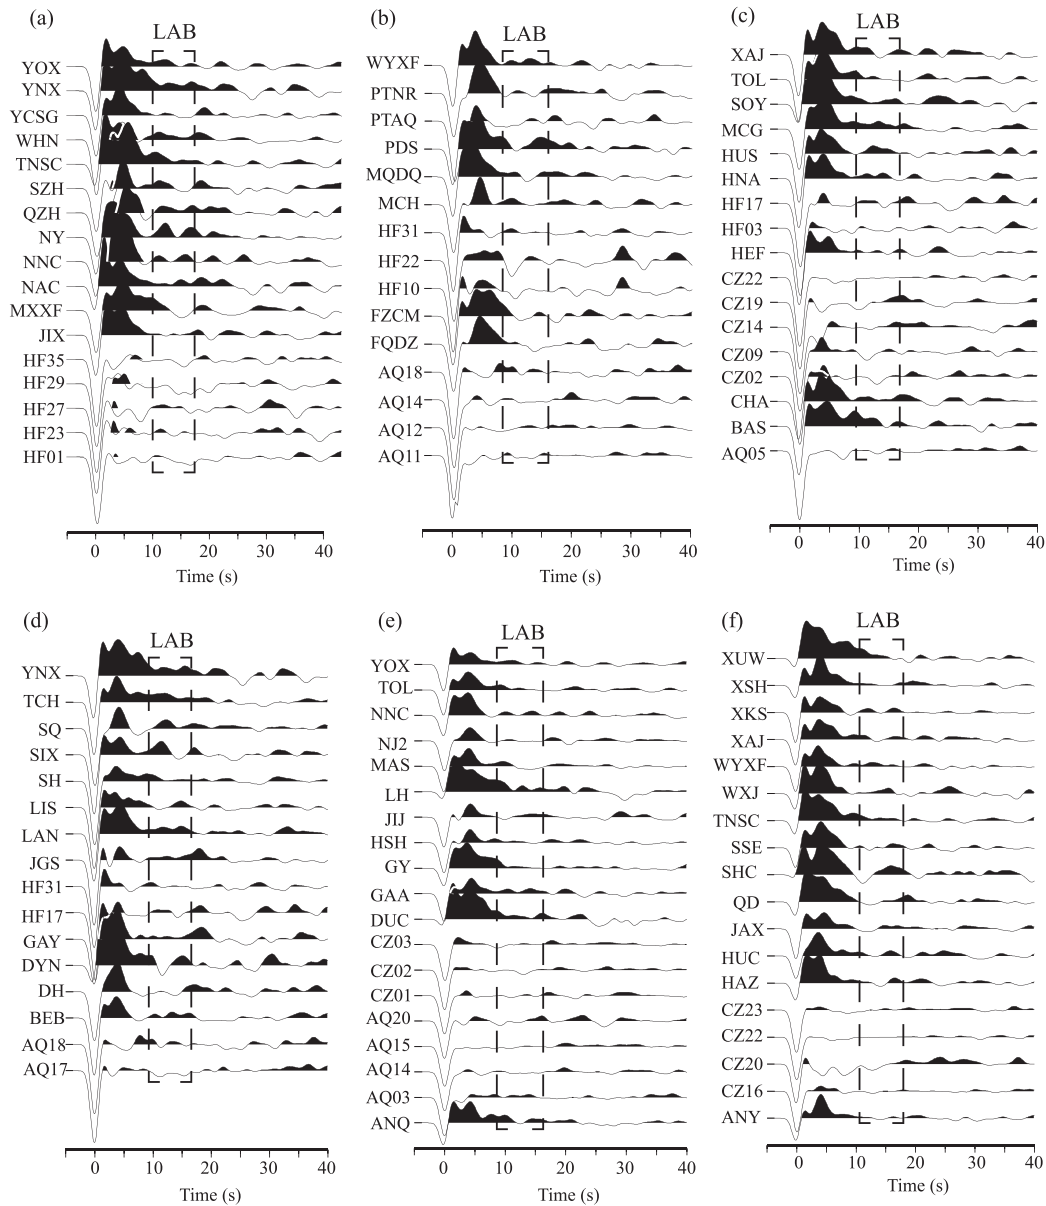 (a)
LAB
YOX
YNX
YCSG
WHN
TNSC
SZH
QZH
NY
NNC
NAC
MXXF
JIX
HF35
HF29
HF27
HF23
HF01
0 10 20 30 40
Time (s)
(b)
LAB
WYXF
PTNR
PTAQ
PDS
MQDQ
MCH
HF31
HF22
HF10
FZCM
FQDZ
AQ18
AQ14
AQ12
AQ11
0 10 20 30 40
Time (s)
(c)
LAB
XAJ
TOL
SOY
MCG
HUS
HNA
HF17
HF03
HEF
CZ22
CZ19
CZ14
CZ09
CZ02
CHA
BAS
AQ05
0 10 20 30 40
Time (s)
(d)
LAB
YNX
TCH
SQ
SIX
SH
LIS
LAN
JGS
HF31
HF17
GAY
DYN
DH
BEB
AQ18
AQ17
0 10 20 30 40
Time (s)
(e)
LAB
YOX
TOL
NNC
NJ2
MAS
LH
JIJ
HSH
GY
GAA
DUC
CZ03
CZ02
CZ01
AQ20
AQ15
AQ14
AQ03
ANQ
0 10 20 30 40
Time (s)
(f)
LAB
XUW
XSH
XKS
XAJ
WYXF
WXJ
TNSC
SSE
SHC
QD
JAX
HUC
HAZ
CZ23
CZ22
CZ20
CZ16
ANY
0 10 20 30 40
Time (s)